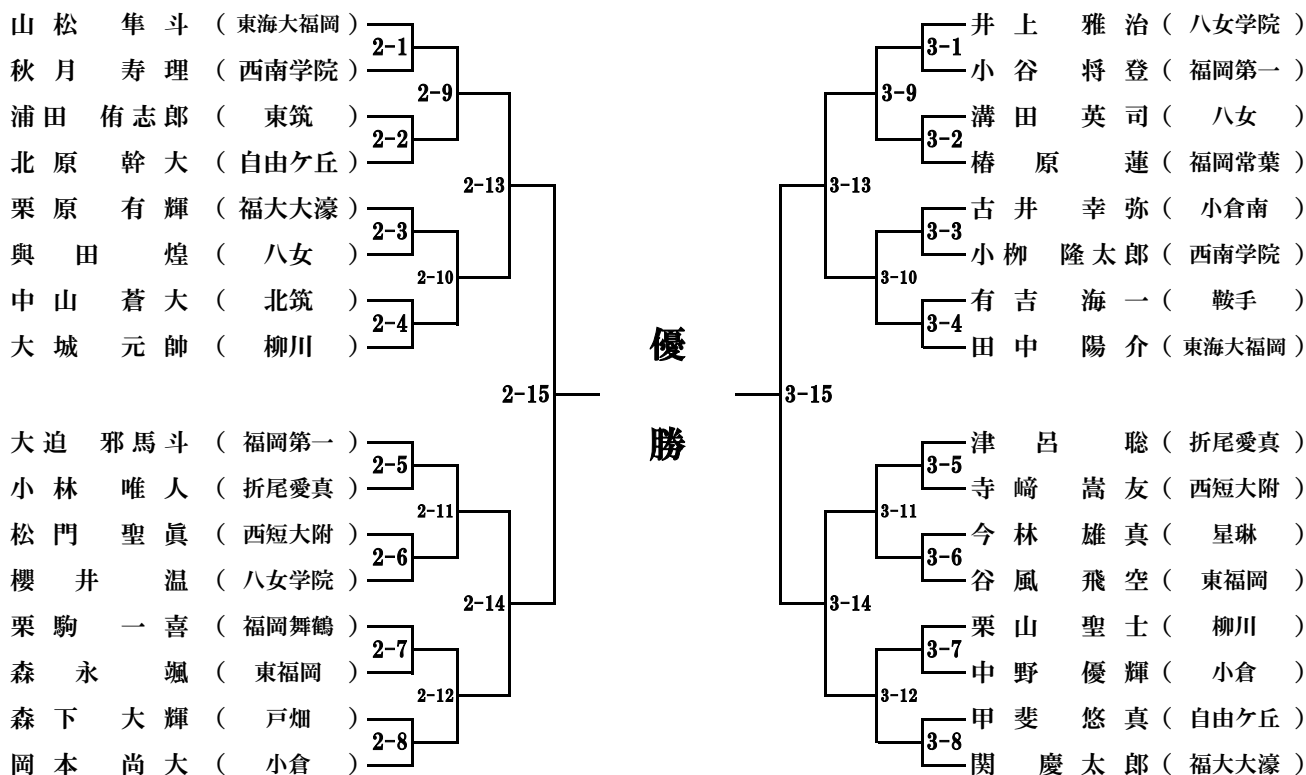 山松 隼斗 (東海大福岡)
2-1
秋月 寿理 (西南学院)
2-9
浦田 侑志郎 (東筑)
2-2
北原 幹大 (自由ケ丘)
2-13
栗原 有輝 (福大大濠)
2-3
與田 煌 (八女)
2-10
中山 蒼大 (北筑)
2-4
大城 元帥 (柳川)
2-15
大迫 邪馬斗 (福岡第一)
2-5
小林 唯人 (折尾愛真)
2-11
松門 聖眞 (西短大附)
2-6
櫻井 温 (八女学院)
2-14
栗駒 一喜 (福岡舞鶴)
2-7
森永 颯 (東福岡)
2-12
森下 大輝 (戸畑)
2-8
岡本 尚大 (小倉)
優勝
井上 雅治 (八女学院)
3-1
小谷 将登 (福岡第一)
3-9
溝田 英司 (八女)
3-2
椿原 蓮 (福岡常葉)
3-13
古井 幸弥 (小倉南)
3-3
小栁 隆太郎 (西南学院)
3-10
有吉 海一 (鞍手)
3-4
田中 陽介 (東海大福岡)
3-15
津呂 聡 (折尾愛真)
3-5
寺﨑 嵩友 (西短大附)
3-11
今林 雄真 (星琳)
3-6
谷風 飛空 (東福岡)
3-14
栗山 聖士 (柳川)
3-7
中野 優輝 (小倉)
3-12
甲斐 悠真 (自由ケ丘)
3-8
関 慶太郎 (福大大濠)